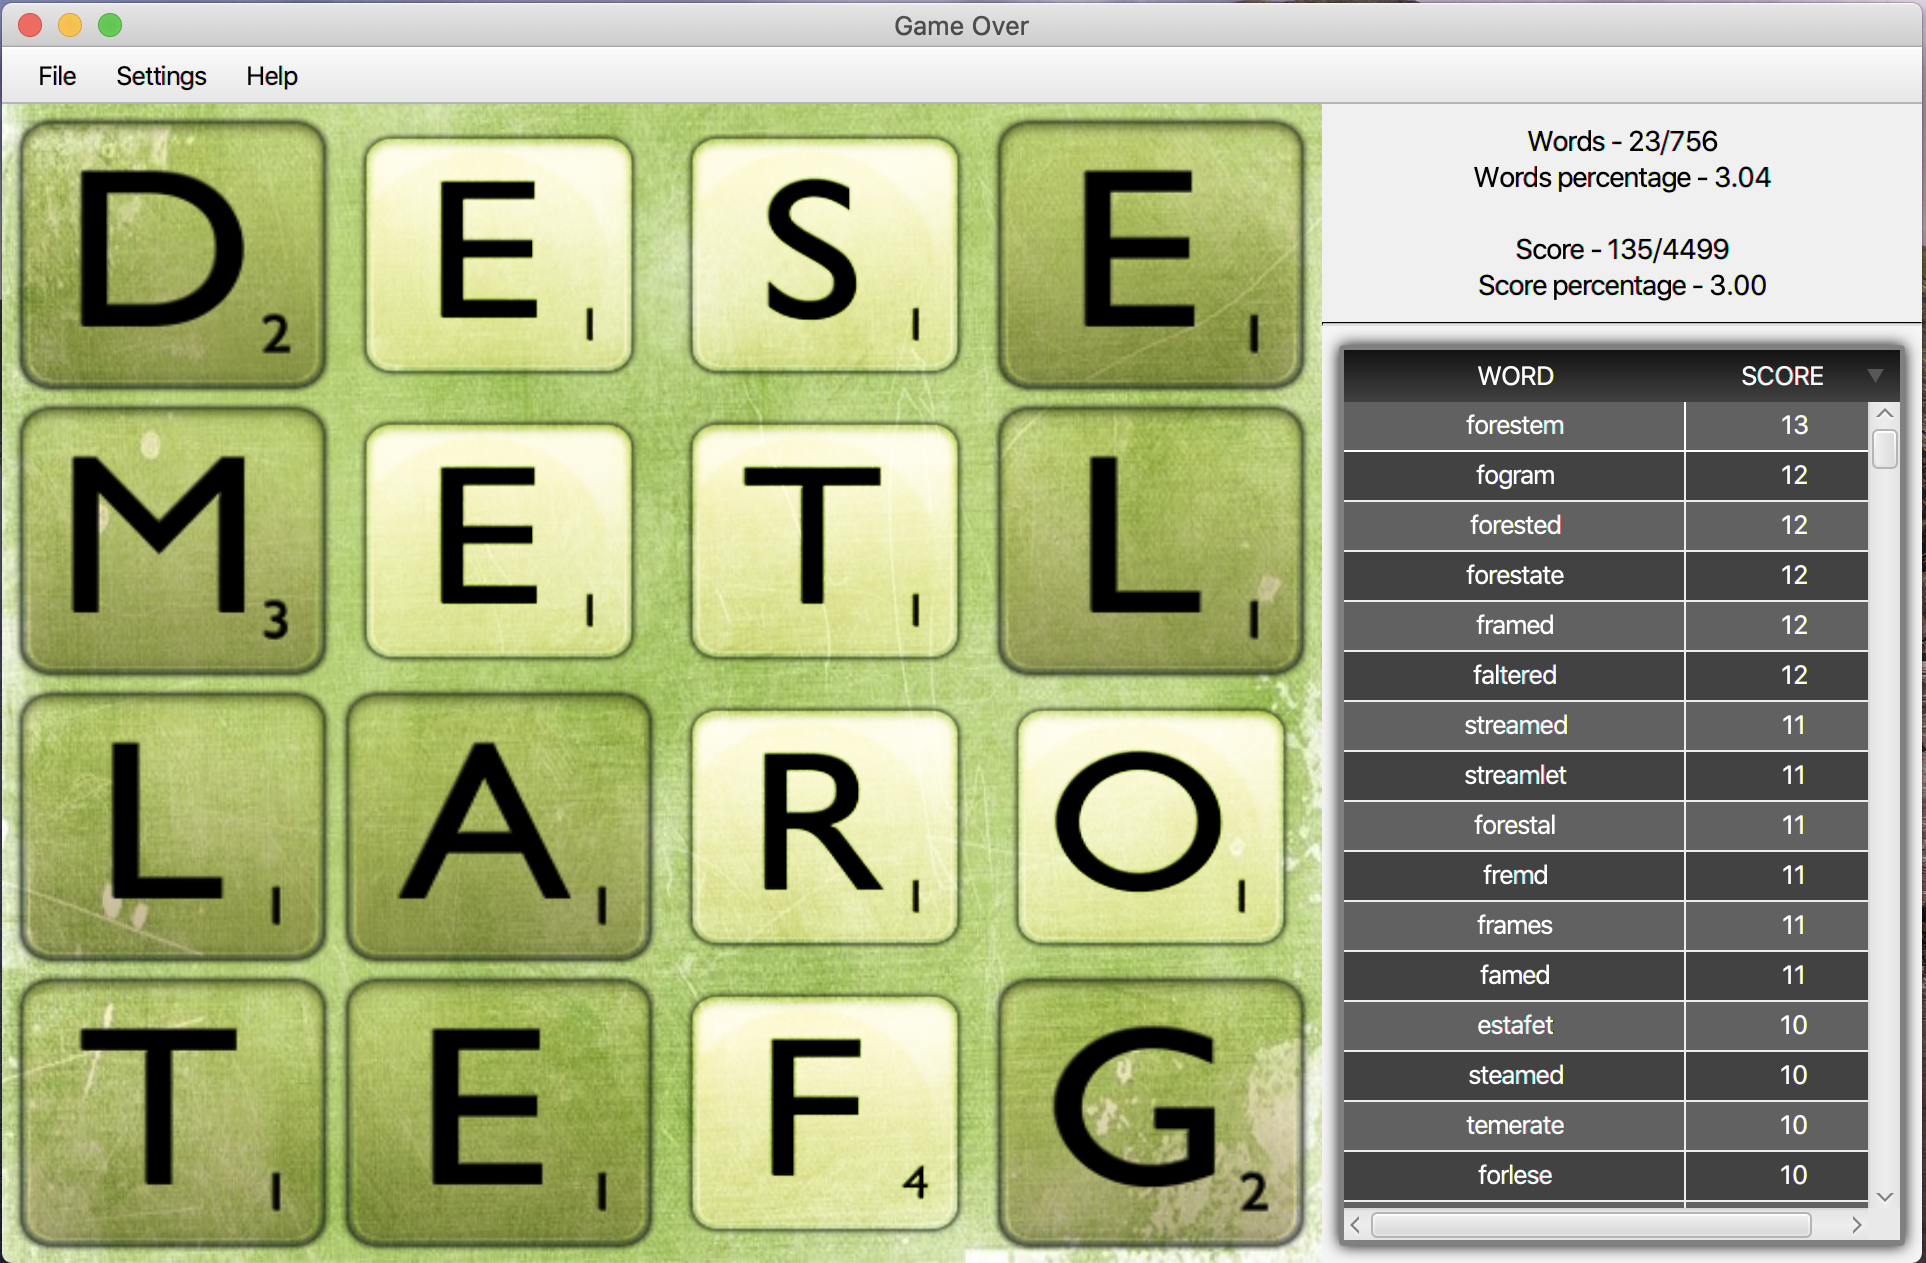 Game Over
File Settings Help
D 2 E 1 S 1 E 1
M 3 E 1 T 1 L 1
L 1 A 1 R 1 O 1
T 1 E 1 F 4 G 2
Words - 23/756
Words percentage - 3.04
Score - 135/4499
Score percentage - 3.00
WORD SCORE
forestem 13
fogram 12
forested 12
forestate 12
framed 12
faltered 12
streamed 11
streamlet 11
forestal 11
fremd 11
frames 11
famed 11
estafet 10
steamed 10
temerate 10
forlese 10